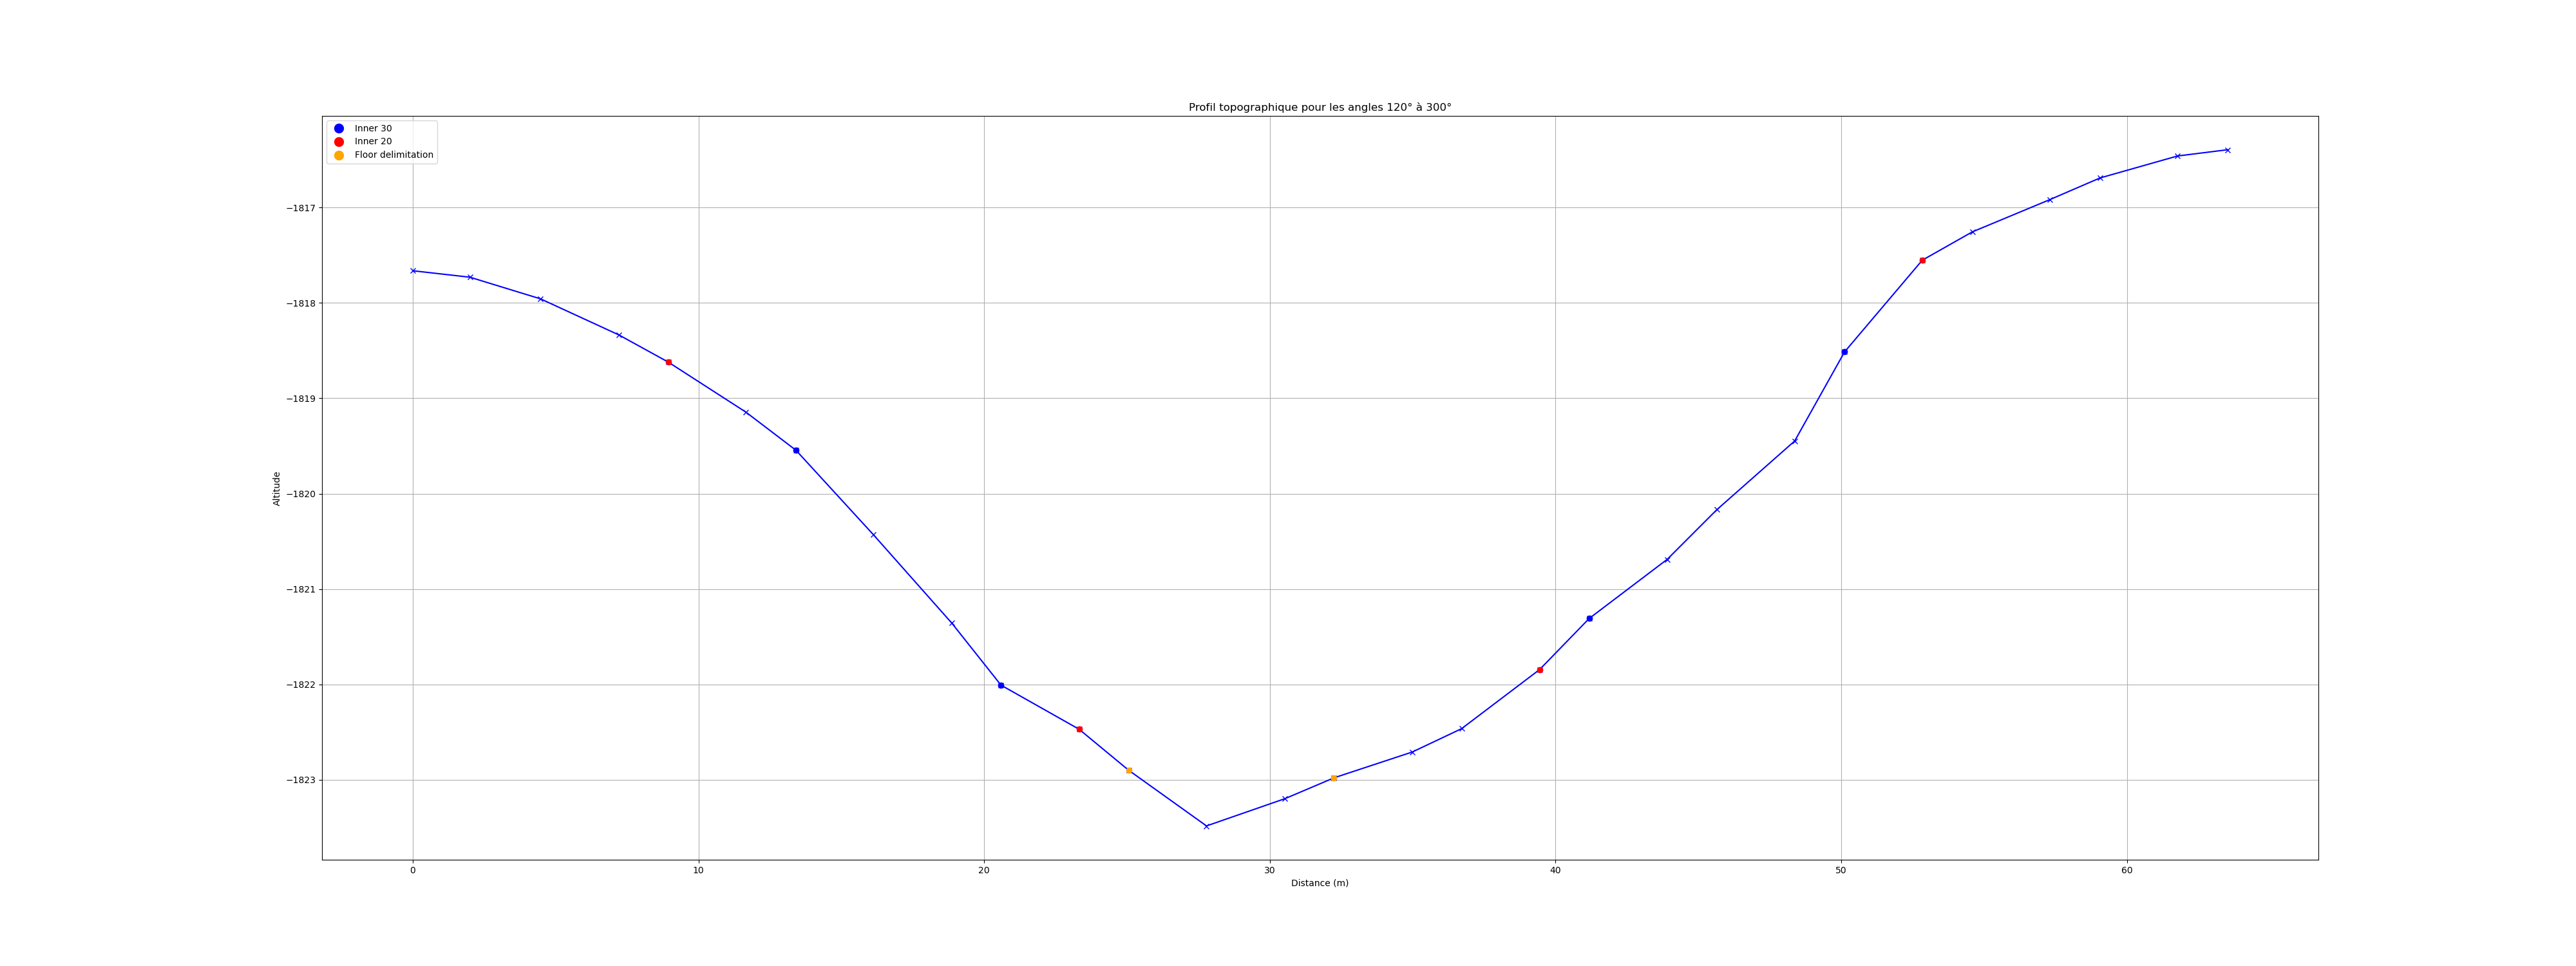 Profil topographique pour les angles 120° à 300°
Inner 30
Inner 20
Floor delimitation
−1817
−1818
−1819
−1820
−1821
−1822
−1823
Altitude
0 10 20 30 40 50 60
Distance (m)